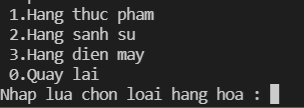 1.Hang thuc pham
2.Hang sanh su
3.Hang dien may
0.Quay lai
Nhap lua chon loai hang hoa :